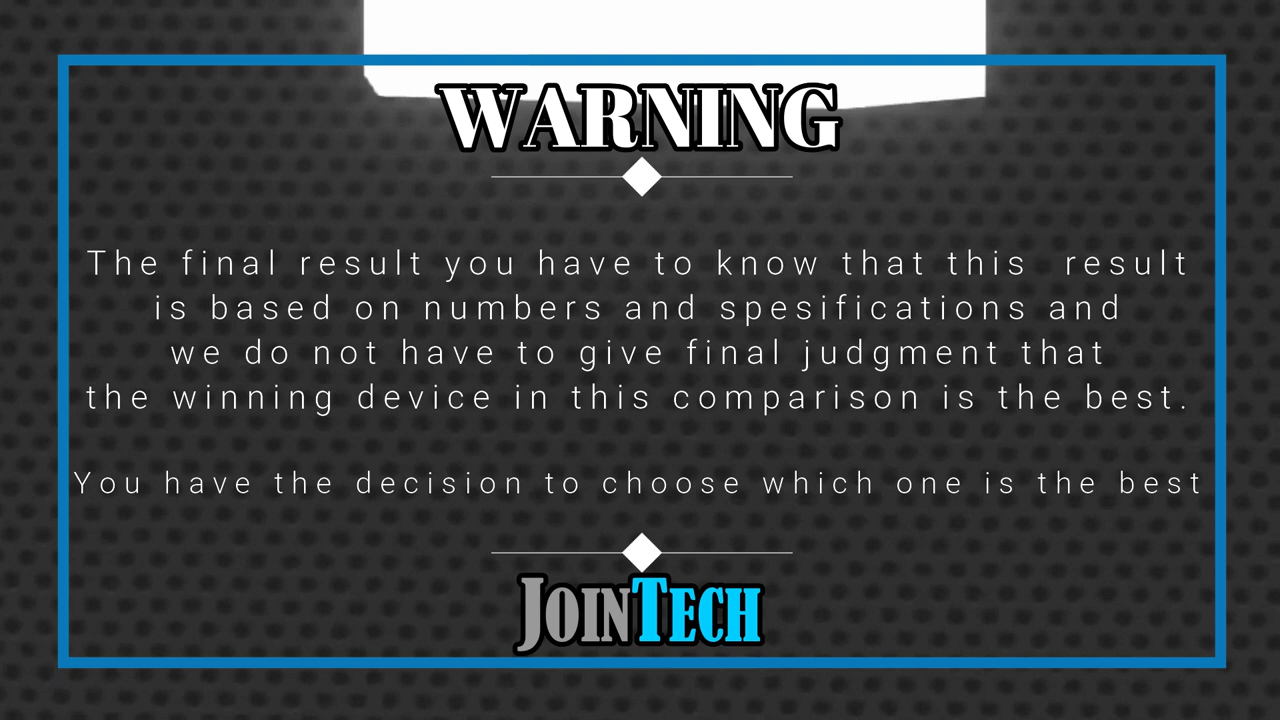 WARNING
The final result you have to know that this result
is based on numbers and spesifications and
we do not have to give final judgment that
the winning device in this comparison is the best.
You have the decision to choose which one is the best
JOINTECH